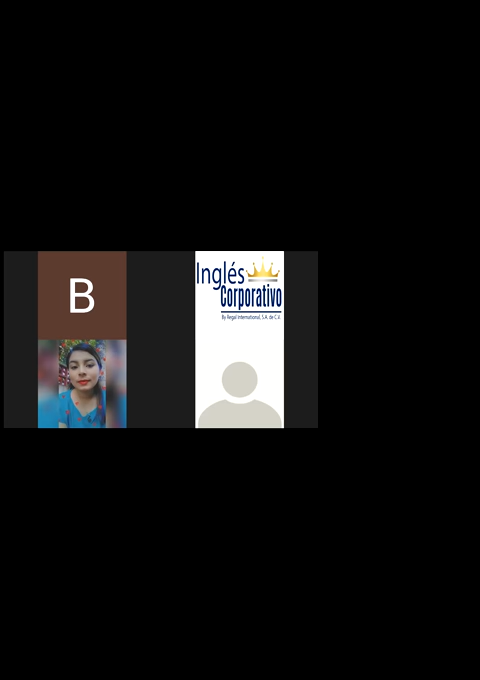 B
Inglés
Corporativo
By Regal International, S.A. de C.V.